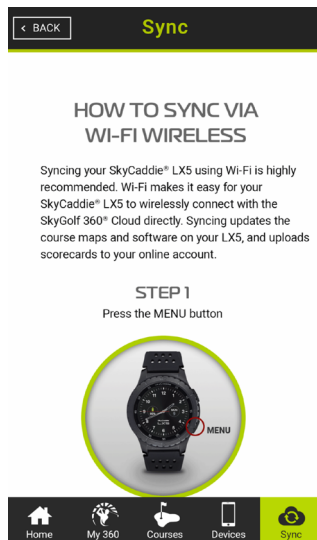 < BACK
Sync
HOW TO SYNC VIA
WI-FI WIRELESS
Syncing your SkyCaddie® LX5 using Wi-Fi is highly
recommended. Wi-Fi makes it easy for your
SkyCaddie® LX5 to wirelessly connect with the
SkyGolf 360® Cloud directly. Syncing updates the
course maps and software on your LX5, and uploads
scorecards to your online account.
STEP 1
Press the MENU button
MENU
Home
My 360
Courses
Devices
Sync